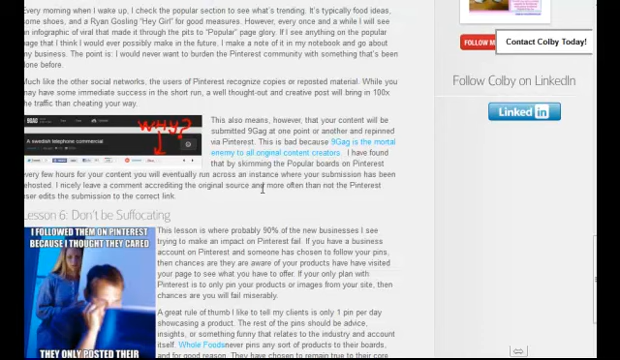 Every morning when I wake up, I check the popular section to see what's trending. It's typically food ideas,
some shoes, and a Ryan Gosling "Hey Girl" for good measures. However, every once and a while I will see
an infographic of viral that made it through the pits to "Popular" page glory. If I see anything on the popular
page that I think I would ever possibly make in the future. I make a note of it in my notebook and go about
my business. The point is: I would never want to burden the Pinterest community with something that's been
done before.
Much like the other social networks, the users of Pinterest recognize copies or reposted material. While you
may have some immediate success in the short run, a well thought-out and creative post will bring in 100x
the traffic than cheating your way.
9GAG
WHY?
A swedish telephone commercial
This also means, however, that your content will be
submitted 9Gag at one point or another and reprinned
via Pinterest. This is bad because 9Gag is the mortal
enemy to all original content creators. I have found
that by skimming the Popular boards on Pinterest
every few hours for your content you will eventually run across an instance where your submission has been
rehosted. I nicely leave a comment accrediting the original source and more often than not the Pinterest
user edits the submission to the correct link.
Lesson 6: Don't be Suffocating
I FOLLOWED THEM ON PINTEREST
BECAUSE I THOUGHT THEY CARED
THEY ONLY POSTED THEIR
This lesson is where probably 90% of the new businesses I see
trying to make an impact on Pinterest fail. If you have a business
account on Pinterest and someone has chosen to follow your pins,
then chances are they are aware of your products have have visited
your page to see what you have to offer. If your only plan with
Pinterest is to only pin your products or images from your site, then
chances are you will fail miserably.
A great rule of thumb I like to tell my clients is only 1 pin per day
showcasing a product. The rest of the pins should be advice,
insights, or something funny that relates to the industry and account
itself. Whole Foods never pins any sort of products to their boards,
and for good reason. They have chosen to remain true to their core
FOLLOW M
Contact Colby Today!
Follow Colby on LinkedIn
Linked in